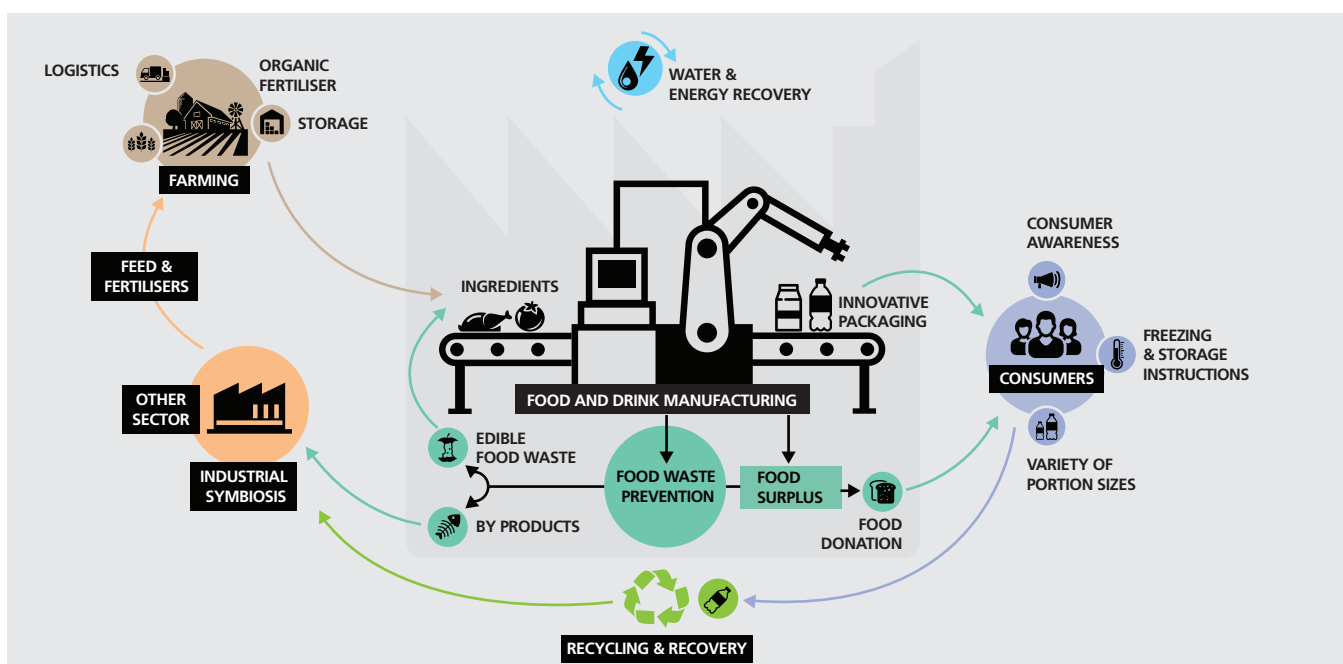 LOGISTICS
ORGANIC
FERTILISER
STORAGE
FARMING
WATER &
ENERGY RECOVERY
FEED &
FERTILISERS
INGREDIENTS
INNOVATIVE
PACKAGING
CONSUMER
AWARENESS
FREEZING
& STORAGE
INSTRUCTIONS
CONSUMERS
VARIETY OF
PORTION SIZES
OTHER
SECTOR
INDUSTRIAL
SYMBIOSIS
FOOD AND DRINK MANUFACTURING
EDIBLE
FOOD WASTE
BY PRODUCTS
FOOD WASTE
PREVENTION
FOOD
SURPLUS
FOOD
DONATION
RECYCLING & RECOVERY